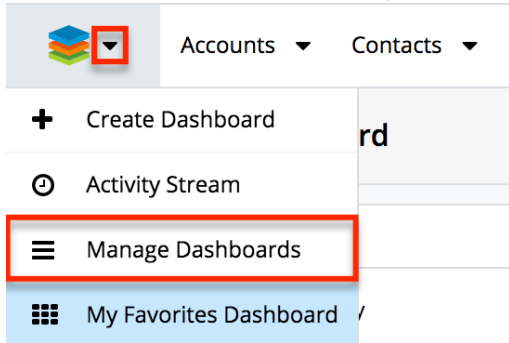 Accounts Contacts
Create Dashboard
rd
Activity Stream
Manage Dashboards
My Favorites Dashboard